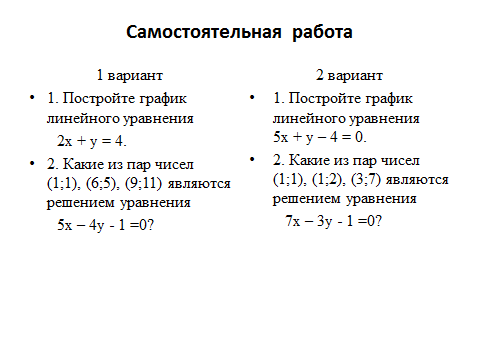 Самостоятельная работа
1 вариант
• 1. Постройте график
линейного уравнения
2x + y = 4.
• 2. Какие из пар чисел
(1;1), (6;5), (9;11) являются
решением уравнения
5x – 4y - 1 =0?
2 вариант
• 1. Постройте график
линейного уравнения
5x + y – 4 = 0.
• 2. Какие из пар чисел
(1;1), (1;2), (3;7) являются
решением уравнения
7x – 3y - 1 =0?